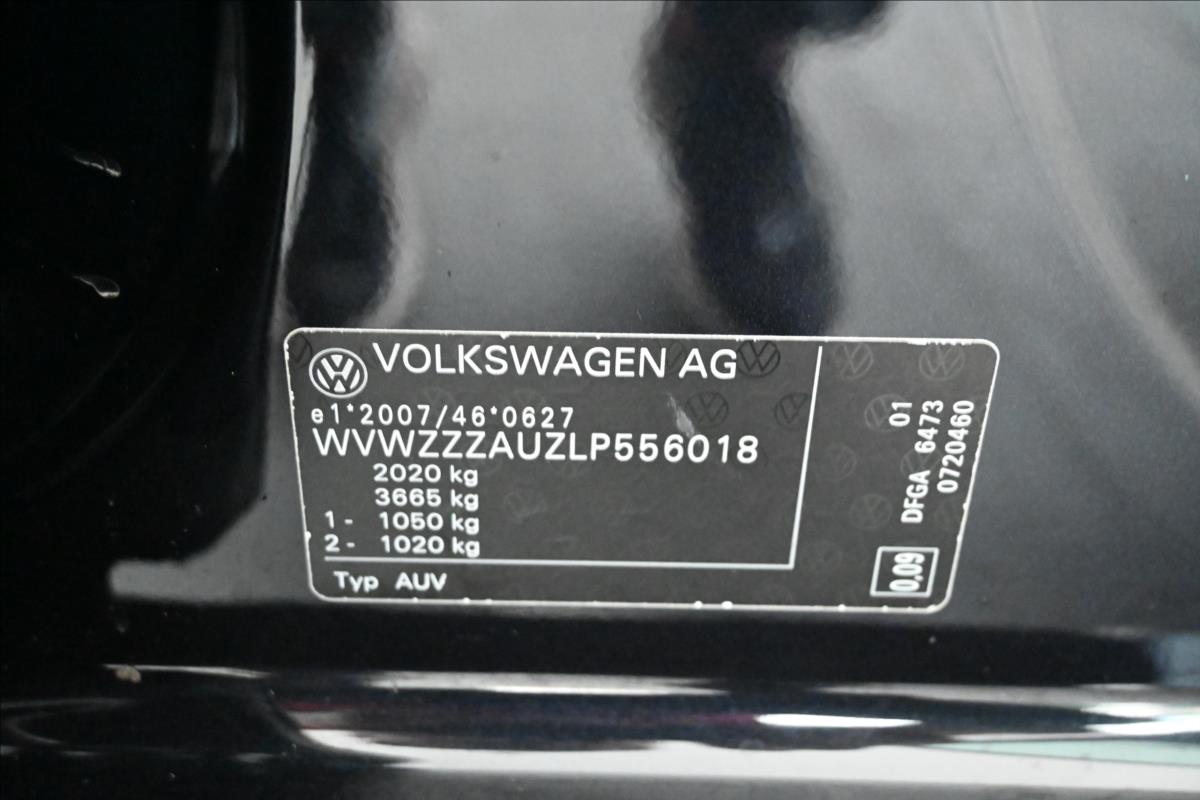 VOLKSWAGEN AG
e1*2007/46*0627
WVWZZZAUZLP556018
2020 kg
3665 kg
1- 1050 kg
2- 1020 kg
Typ AUV
01
DFGA 6473
0720460
0.09